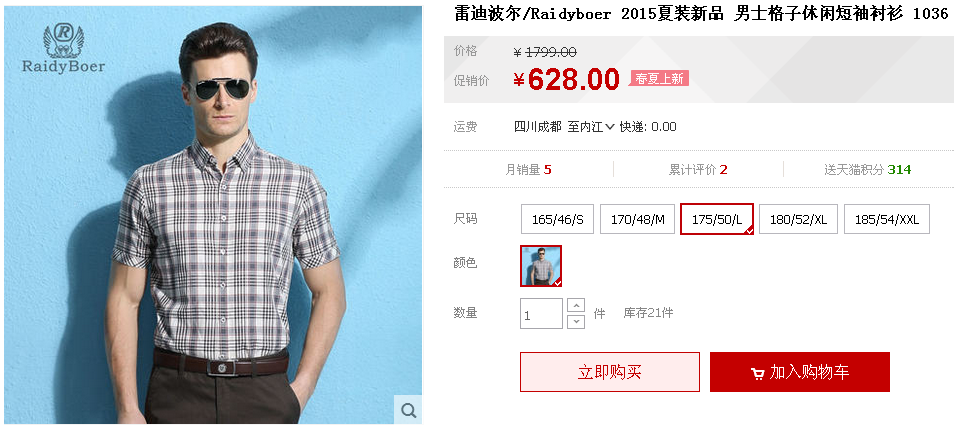 RaidyBoer
雷迪波尔/Raidyboer 2015夏装新品 男士格子休闲短袖衬衫 1036
价格 ¥ 1799.00
促销价 ¥628.00 春夏上新
运费 四川成都 至内江 快递: 0.00
月销量 5 累计评价 2 送天猫积分 314
尺码 165/46/S 170/48/M 175/50/L 180/52/XL 185/54/XXL
颜色
数量 1 件 库存21件
立即购买 加入购物车